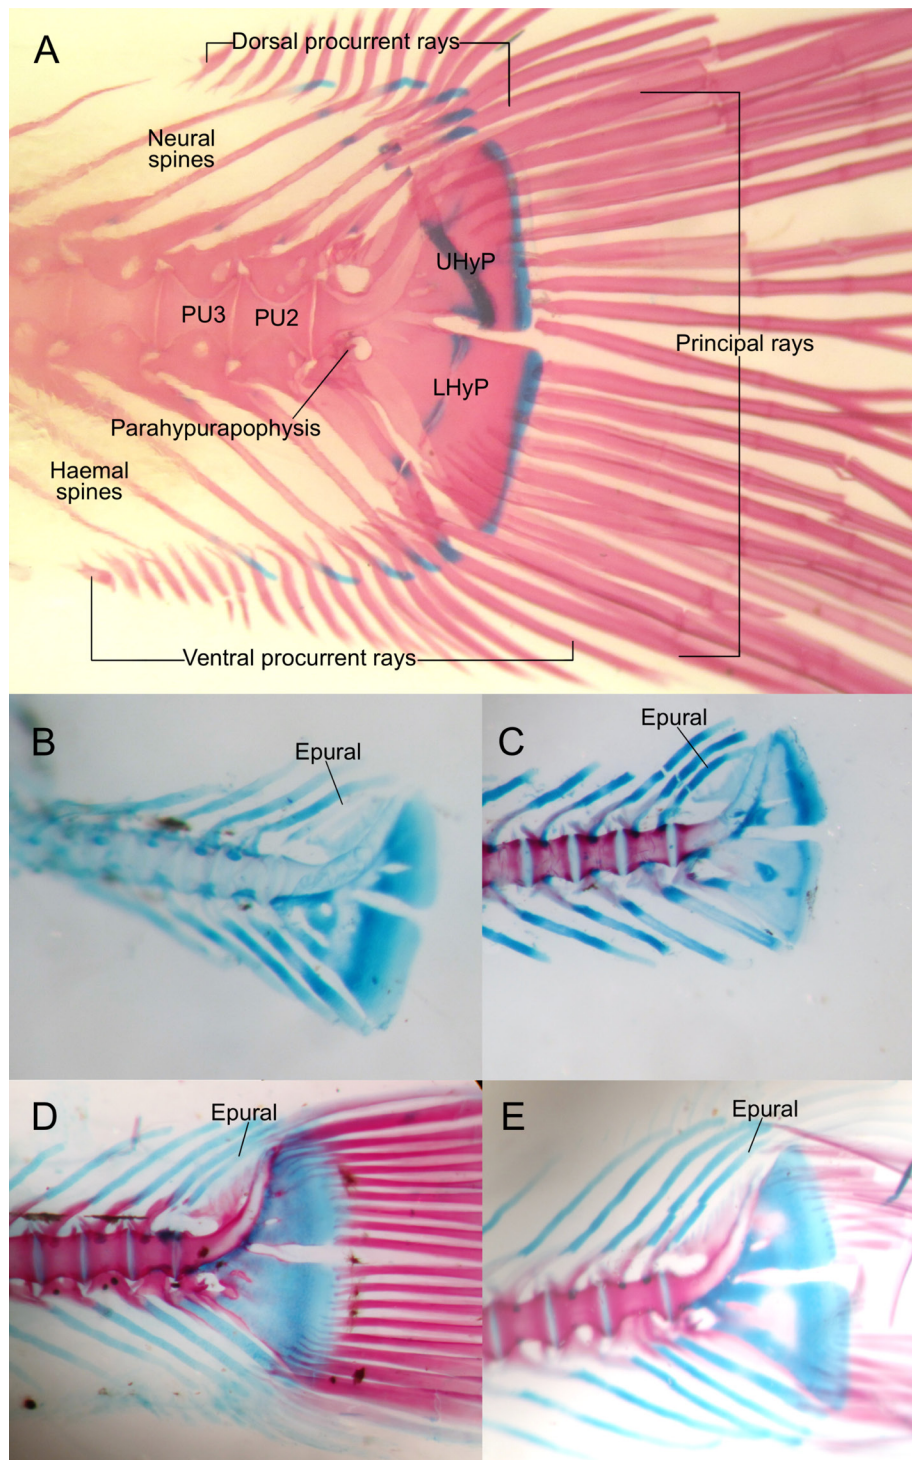 A
Dorsal procurrent rays
Neural
spines
UHyP
PU3
PU2
Principal rays
LHyP
Parahypurapophysis
Haemal
spines
Ventral procurrent rays
B
Epural
C
Epural
D
Epural
E
Epural